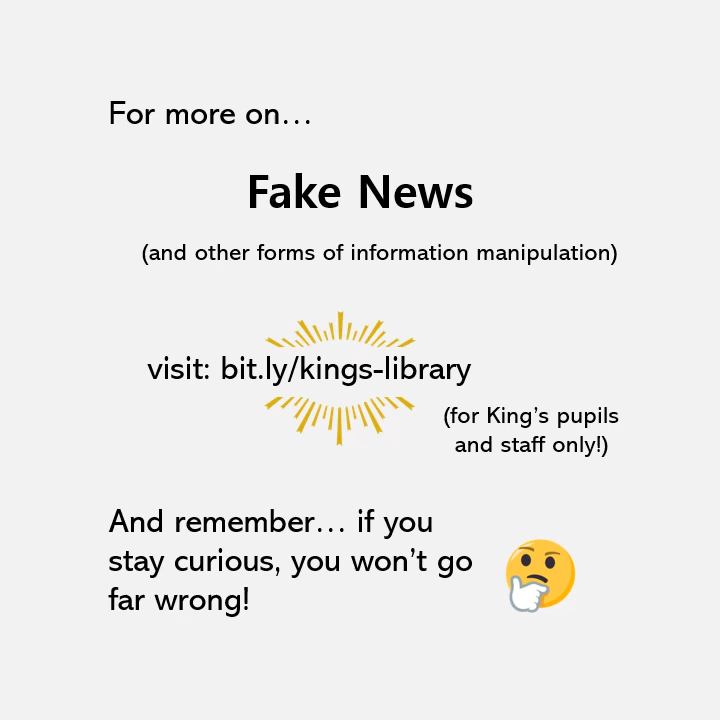 For more on…
Fake News
(and other forms of information manipulation)
visit: bit.ly/kings-library
(for King’s pupils
and staff only!)
And remember… if you
stay curious, you won’t go
far wrong!